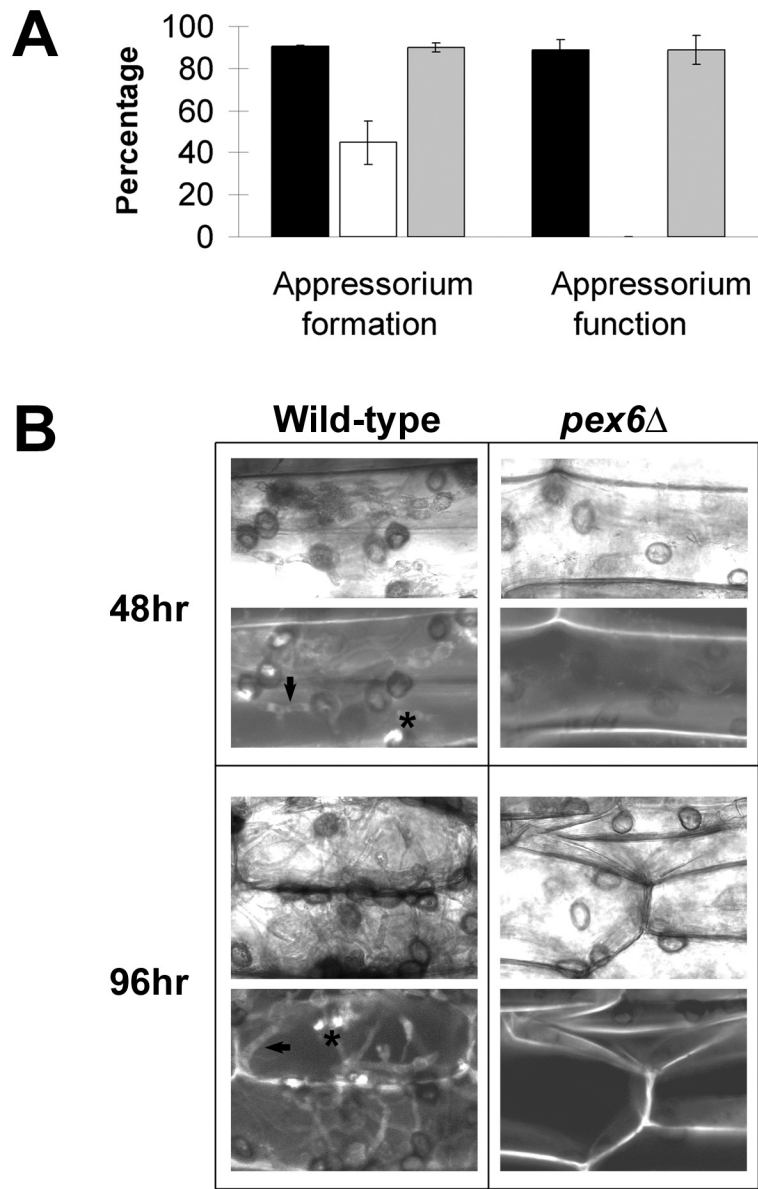 A
Percentage
100
80
60
40
20
0
Appressorium
formation
Appressorium
function
B
Wild-type
pex6Δ
48hr
*
96hr
*